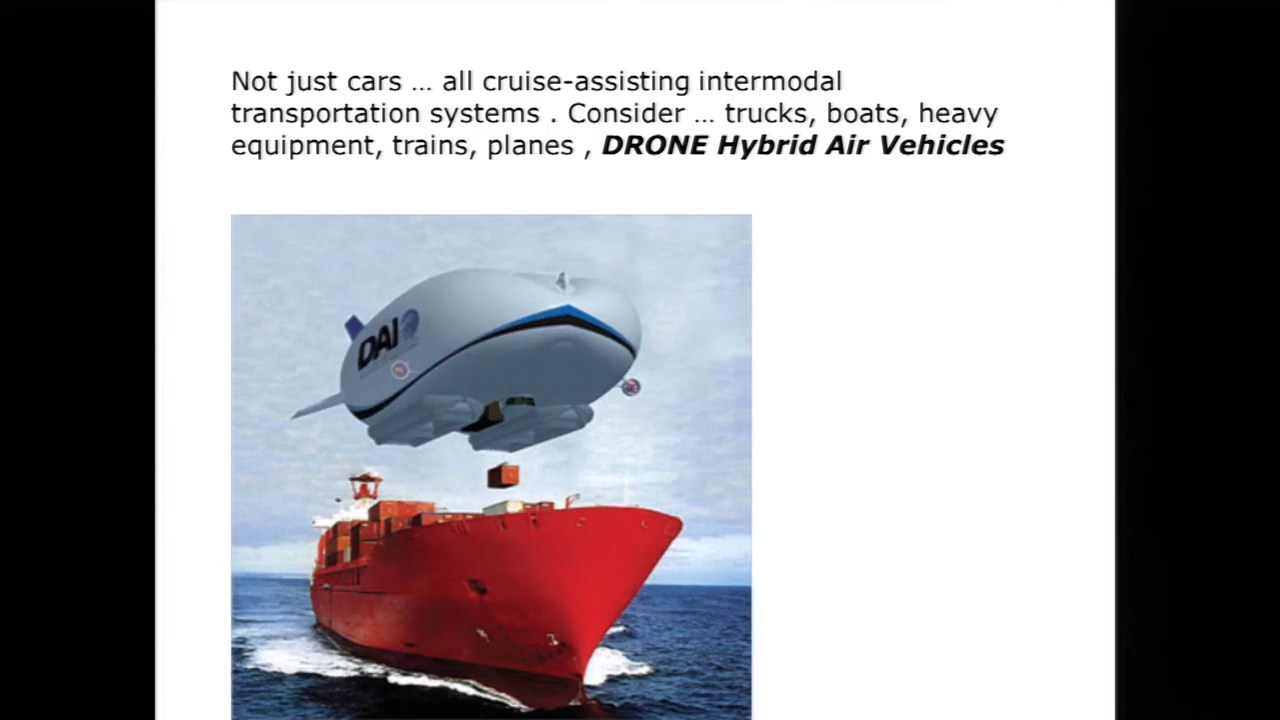 Not just cars … all cruise-assisting intermodal
transportation systems . Consider … trucks, boats, heavy
equipment, trains, planes , DRONE Hybrid Air Vehicles
DAI